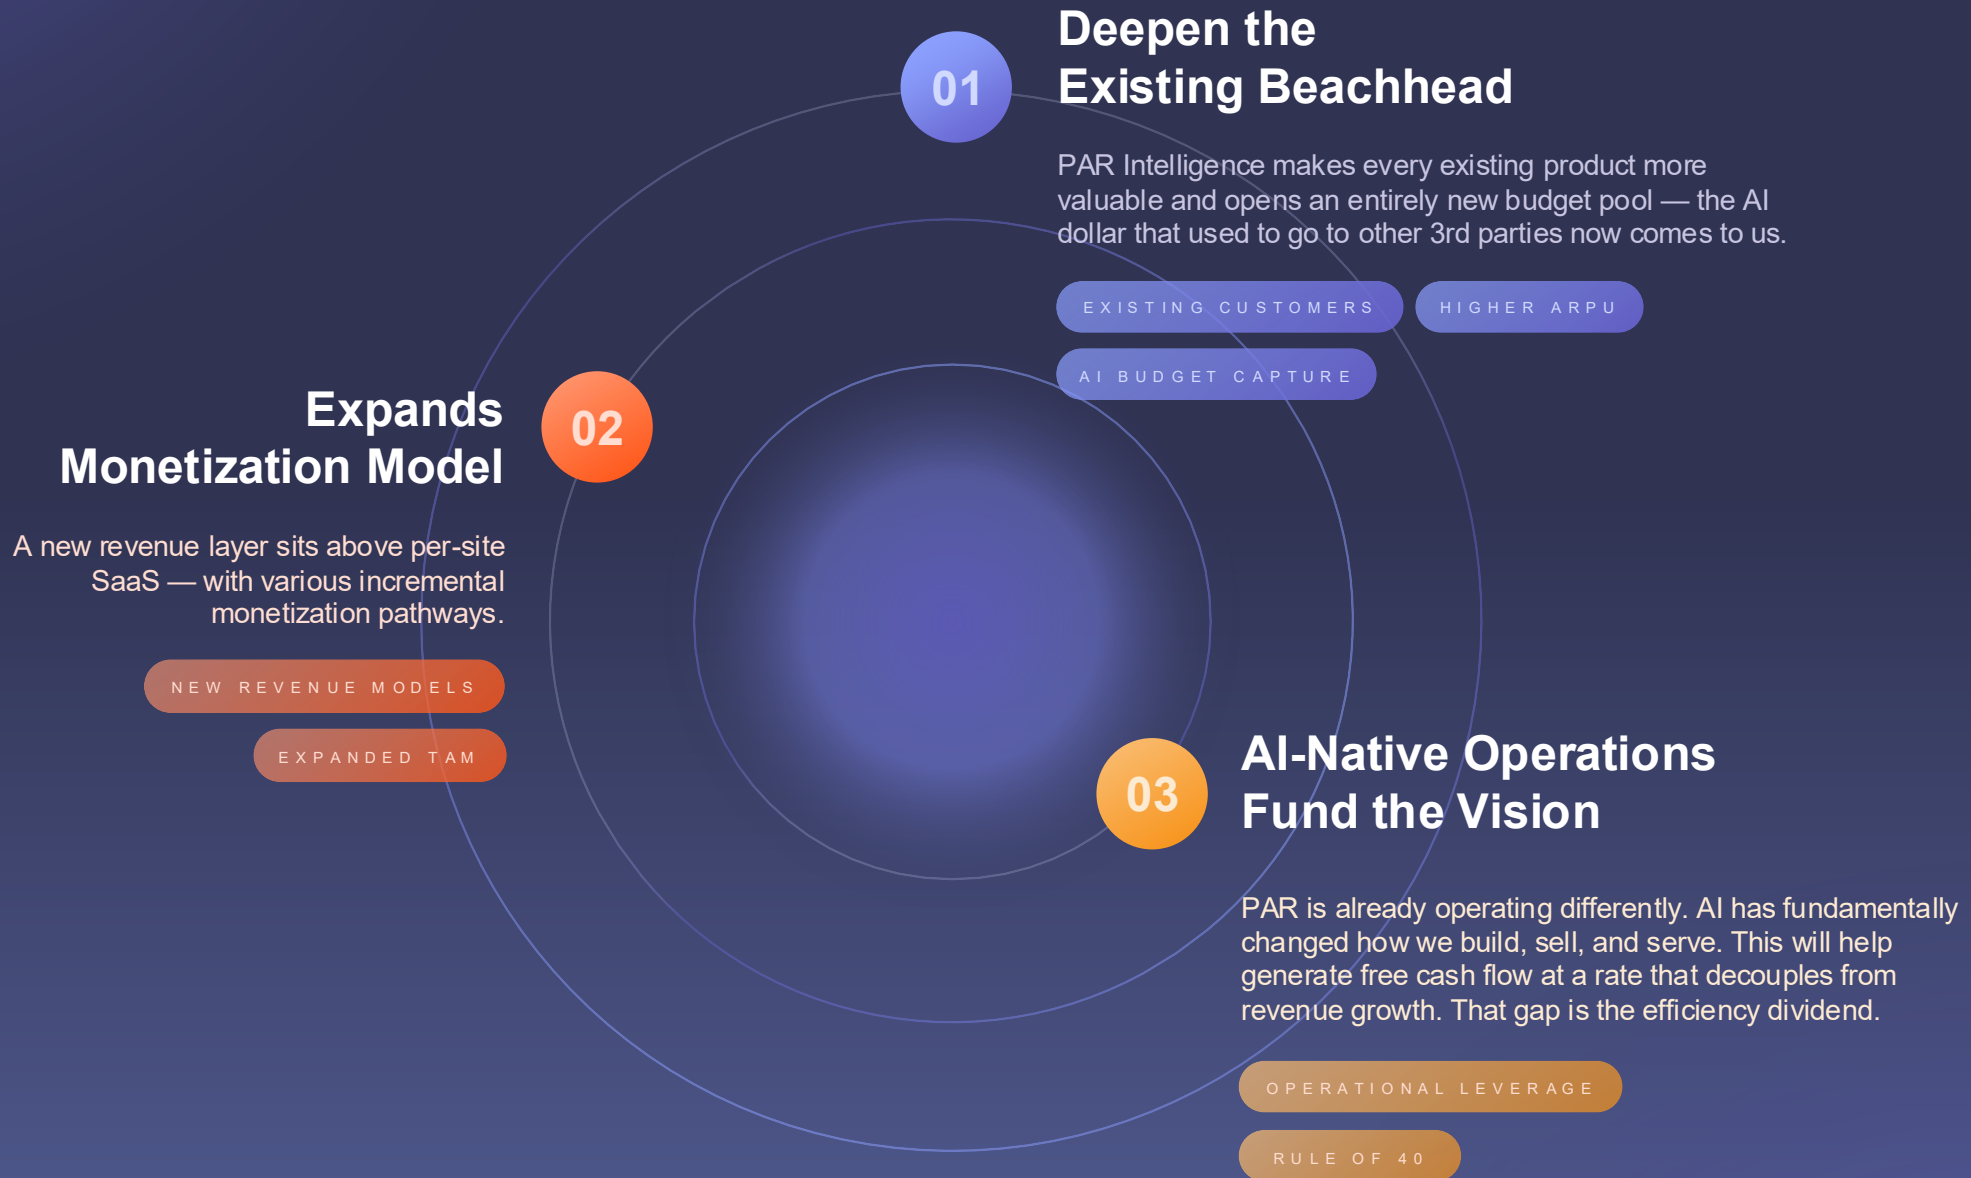 01
Deepen the
Existing Beachhead
PAR Intelligence makes every existing product more
valuable and opens an entirely new budget pool — the AI
dollar that used to go to other 3rd parties now comes to us.
EXISTING CUSTOMERS
HIGHER ARPU
AI BUDGET CAPTURE
02
Expands
Monetization Model
A new revenue layer sits above per-site
SaaS — with various incremental
monetization pathways.
NEW REVENUE MODELS
EXPANDED TAM
03
AI-Native Operations
Fund the Vision
PAR is already operating differently. AI has fundamentally
changed how we build, sell, and serve. This will help
generate free cash flow at a rate that decouples from
revenue growth. That gap is the efficiency dividend.
OPERATIONAL LEVERAGE
RULE OF 40